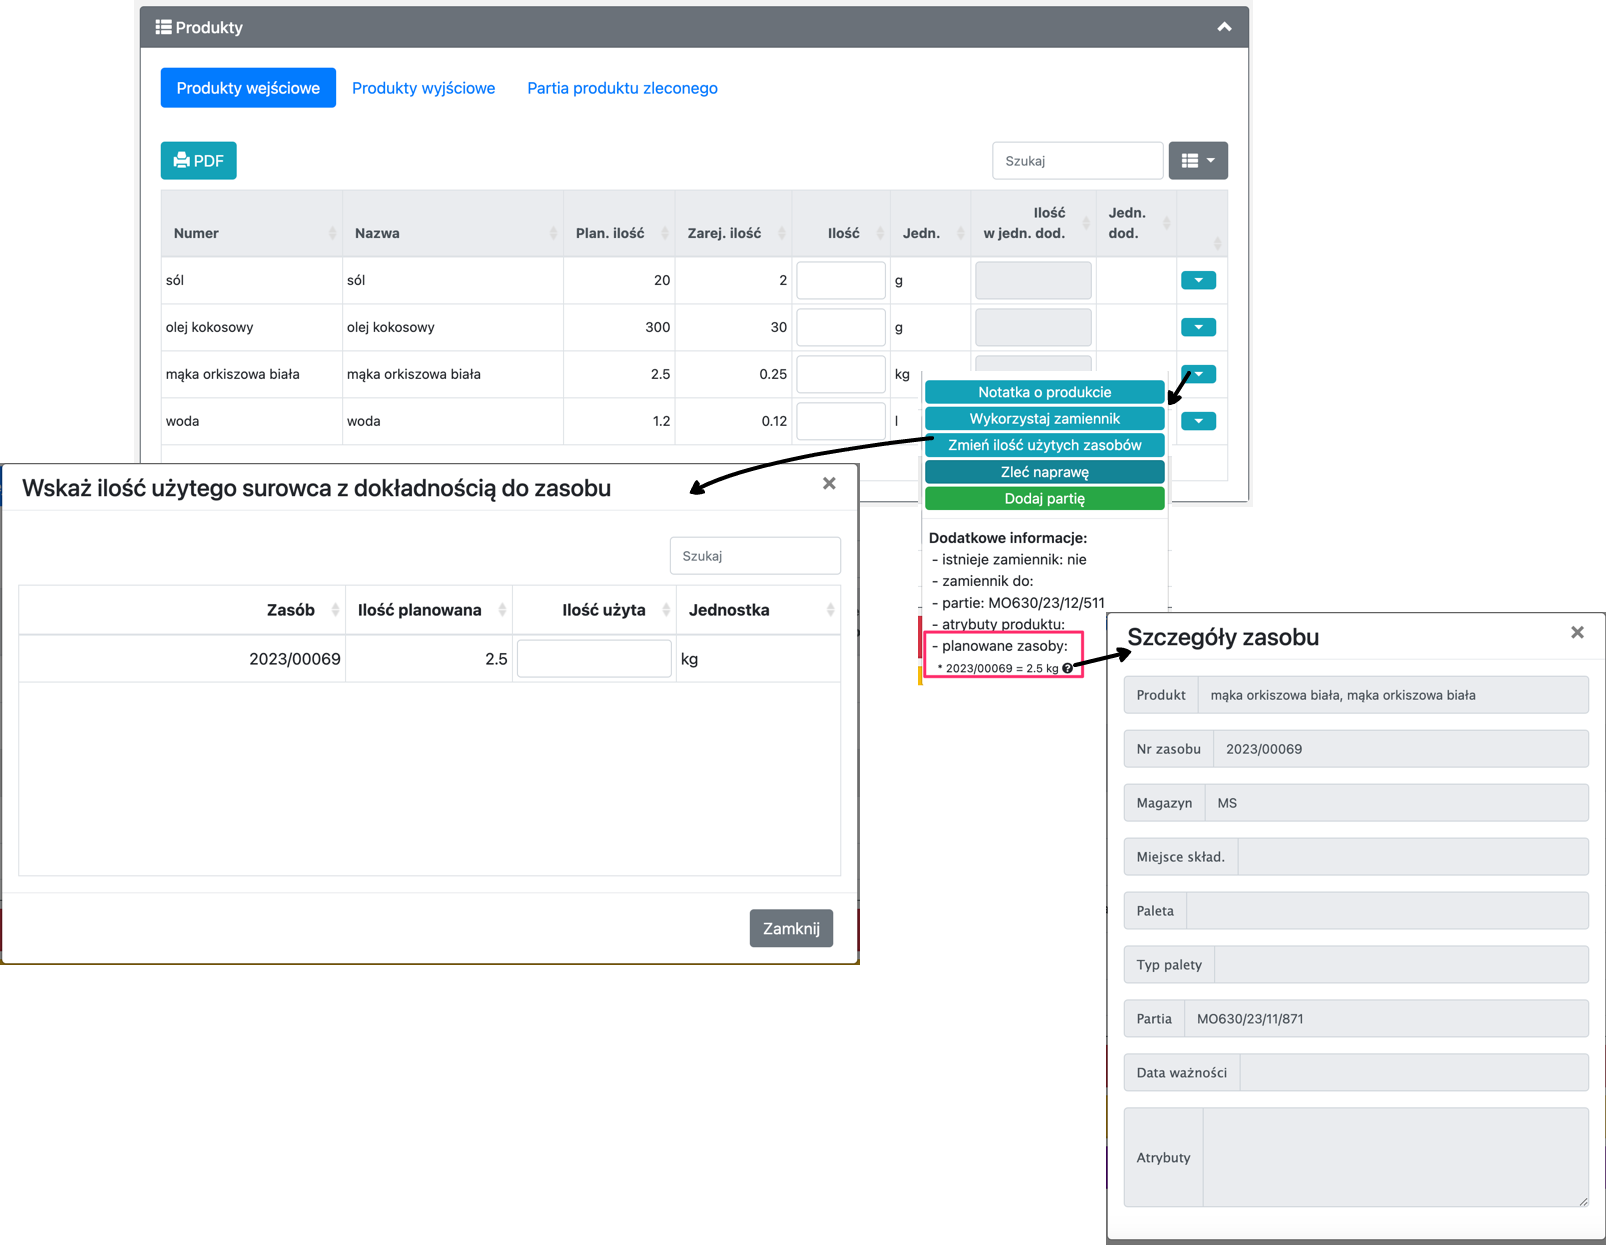 Produkty
Produkty wejściowe Produkty wyjściowe Partia produktu zleconego
PDF Szukaj
Numer Nazwa Plan. ilość Zarej. ilość Ilość Jedn. Ilość w jedn. dod. Jedn. dod.
sól sól 20 2 g
olej kokosowy olej kokosowy 300 30 g
mąka orkiszowa biała mąka orkiszowa biała 2.5 0.25 kg
woda woda 1.2 0.12 l
Notatka o produkcie
Wykorzystaj zamiennik
Zmień ilość użytych zasobów
Zleć naprawę
Dodaj partię
Dodatkowe informacje:
- istnieje zamiennik: nie
- zamiennik do:
- partie: MO630/23/12/511
- atrybuty produktu:
- planowane zasoby:
* 2023/00069 = 2.5 kg
Wskaż ilość użytego surowca z dokładnością do zasobu ×
Szukaj
Zasób Ilość planowana Ilość użyta Jednostka
2023/00069 2.5 kg
Zamknij
Szczegóły zasobu ×
Produkt mąka orkiszowa biała, mąka orkiszowa biała
Nr zasobu 2023/00069
Magazyn MS
Miejsce skład.
Paleta
Typ palety
Partia MO630/23/11/871
Data ważności
Atrybuty